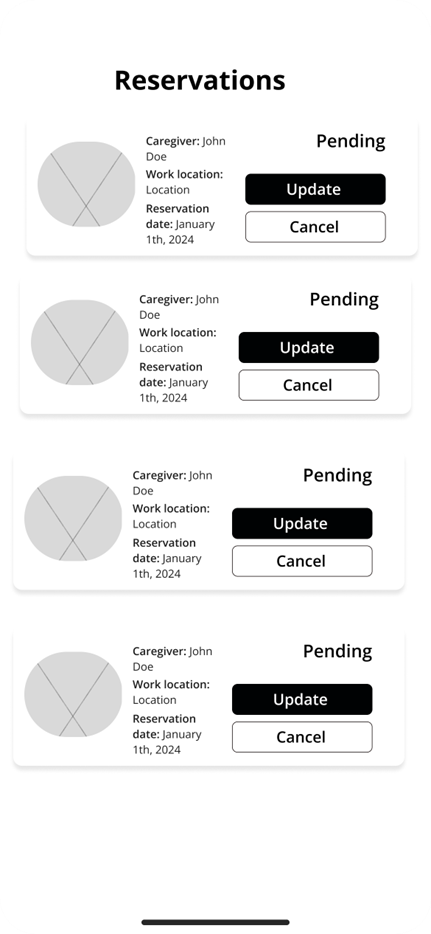 Reservations
Caregiver: John
Doe
Work location:
Location
Reservation
date: January
1th, 2024
Pending
Update
Cancel
Caregiver: John
Doe
Work location:
Location
Reservation
date: January
1th, 2024
Pending
Update
Cancel
Caregiver: John
Doe
Work location:
Location
Reservation
date: January
1th, 2024
Pending
Update
Cancel
Caregiver: John
Doe
Work location:
Location
Reservation
date: January
1th, 2024
Pending
Update
Cancel